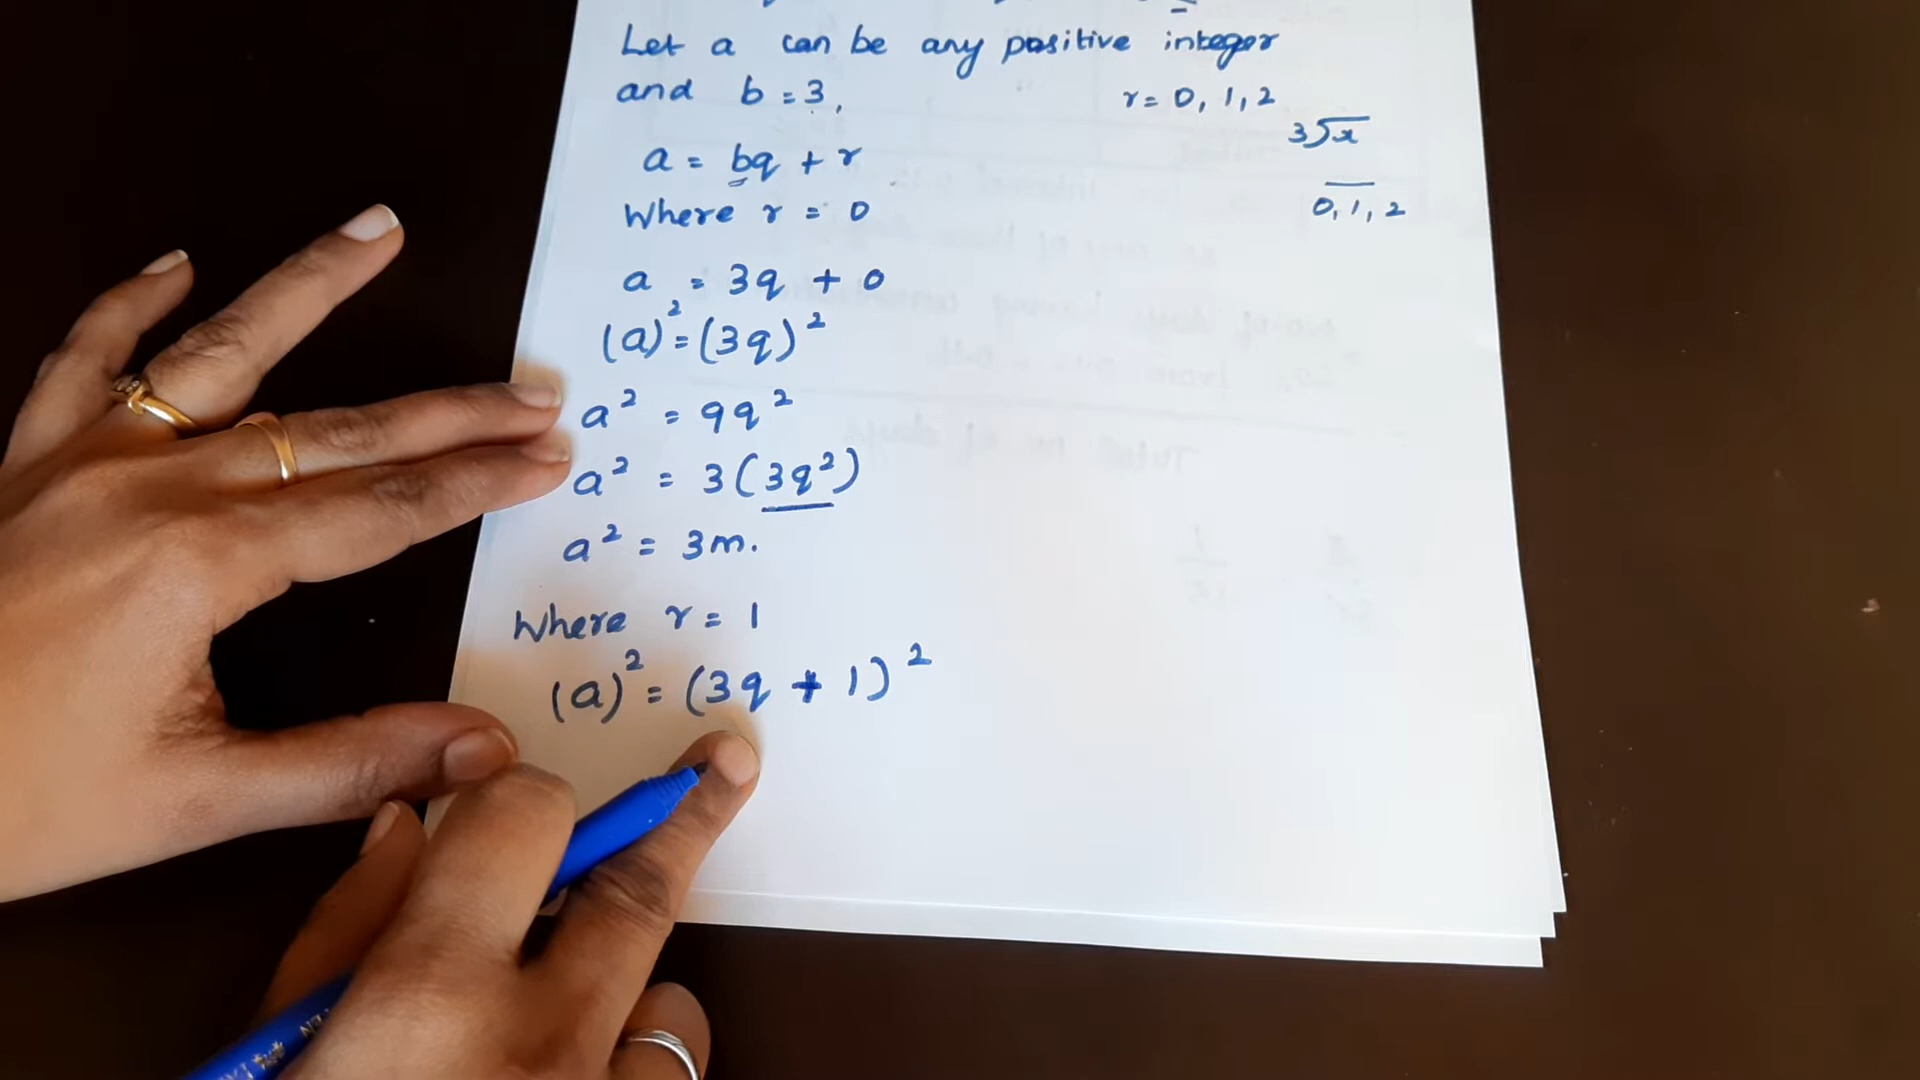 Let a can be any positive integer
and b = 3, r = 0, 1, 2
3√x
a = bq + r
0, 1, 2
Where r = 0
a = 3q + 0
(a)² = (3q)²
a² = 9q²
a² = 3(3q²)
a² = 3m.
Where r = 1
(a)² = (3q + 1)²